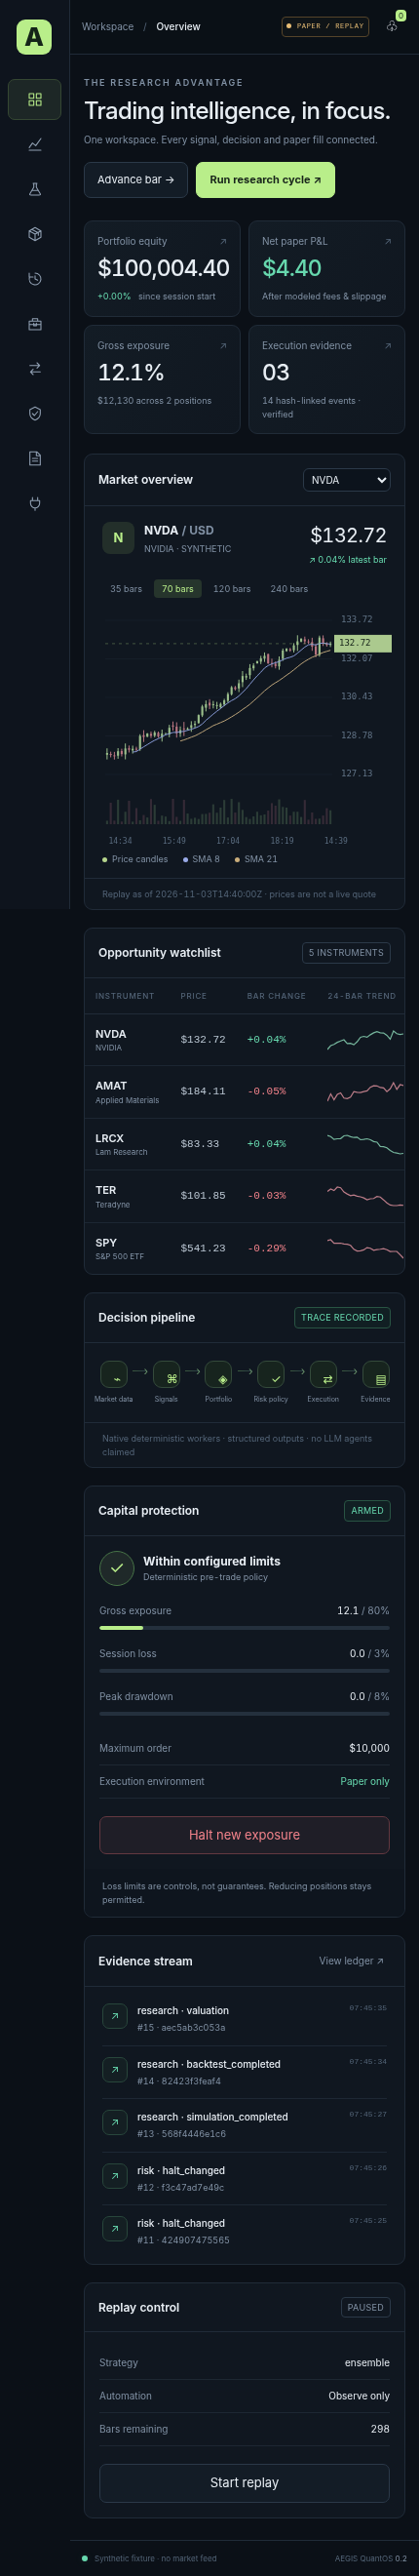 A
Workspace / Overview
PAPER / REPLAY
0
THE RESEARCH ADVANTAGE
Trading intelligence, in focus.
One workspace. Every signal, decision and paper fill connected.
Advance bar →
Run research cycle ↗
Portfolio equity ↗
$100,004.40
+0.00% since session start
Net paper P&L ↗
$4.40
After modeled fees & slippage
Gross exposure ↗
12.1%
$12,130 across 2 positions
Execution evidence ↗
03
14 hash-linked events ·
verified
Market overview
NVDA
N
NVDA / USD
NVIDIA · SYNTHETIC
$132.72
↗ 0.04% latest bar
35 bars 70 bars 120 bars 240 bars
133.72
132.72
132.07
130.43
128.78
127.13
14:34 15:49 17:04 18:19 14:39
Price candles SMA 8 SMA 21
Replay as of 2026-11-03T14:40:00Z · prices are not a live quote
Opportunity watchlist
5 INSTRUMENTS
INSTRUMENT PRICE BAR CHANGE 24-BAR TREND
NVDA $132.72 +0.04%
NVIDIA
AMAT $184.11 -0.05%
Applied Materials
LRCX $83.33 +0.04%
Lam Research
TER $101.85 -0.03%
Teradyne
SPY $541.23 -0.29%
S&P 500 ETF
Decision pipeline
TRACE RECORDED
Market data Signals Portfolio Risk policy Execution Evidence
Native deterministic workers · structured outputs · no LLM agents
claimed
Capital protection
ARMED
Within configured limits
Deterministic pre-trade policy
Gross exposure 12.1 / 80%
Session loss 0.0 / 3%
Peak drawdown 0.0 / 8%
Maximum order $10,000
Execution environment Paper only
Halt new exposure
Loss limits are controls, not guarantees. Reducing positions stays
permitted.
Evidence stream
View ledger ↗
research · valuation 07:45:35
#15 · aec5ab3c053a
research · backtest_completed 07:45:34
#14 · 82423f3feaf4
research · simulation_completed 07:45:27
#13 · 568f4446e1c6
risk · halt_changed 07:45:26
#12 · f3c47ad7e49c
risk · halt_changed 07:45:25
#11 · 424907475565
Replay control
PAUSED
Strategy ensemble
Automation Observe only
Bars remaining 298
Start replay
Synthetic fixture · no market feed
AEGIS QuantOS 0.2